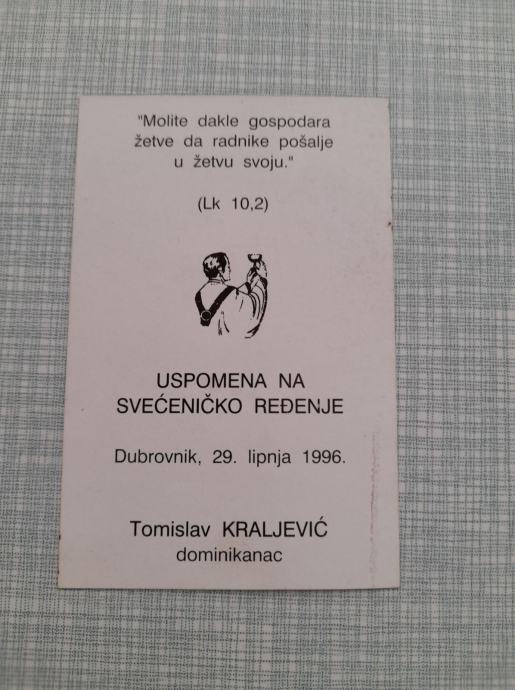 "Molite dakle gospodara
žetve da radnike pošalje
u žetvu svoju."
(Lk 10,2)
USPOMENA NA
SVEĆENIČKO REĐENJE
Dubrovnik, 29. lipnja 1996.
Tomislav KRALJEVIĆ
dominikanac